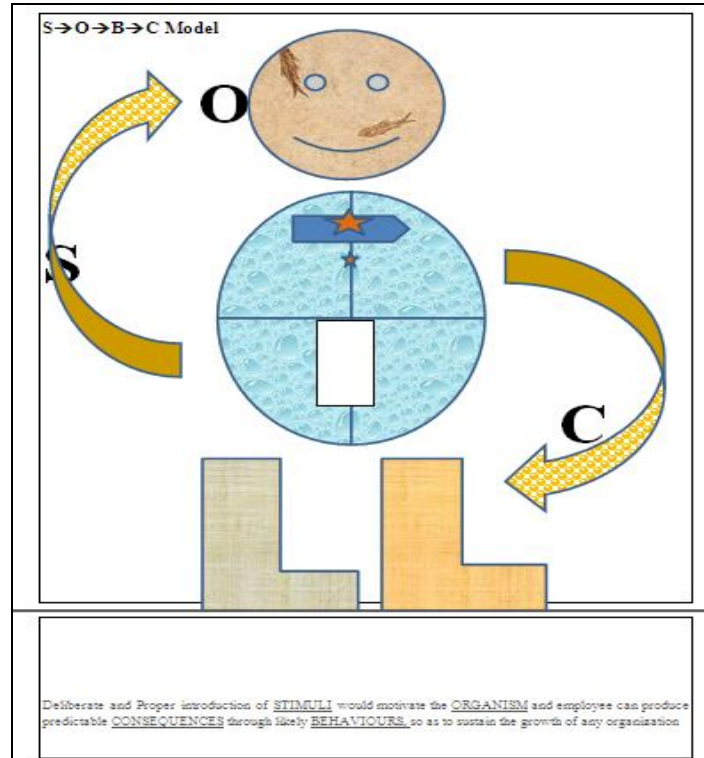 S→O→B→C Model
O
S
C
Deliberate and Proper introduction of STIMULI would motivate the ORGANISM and employee can produce
predictable CONSEQUENCES through likely BEHAVIOURS, so as to sustain the growth of any organization